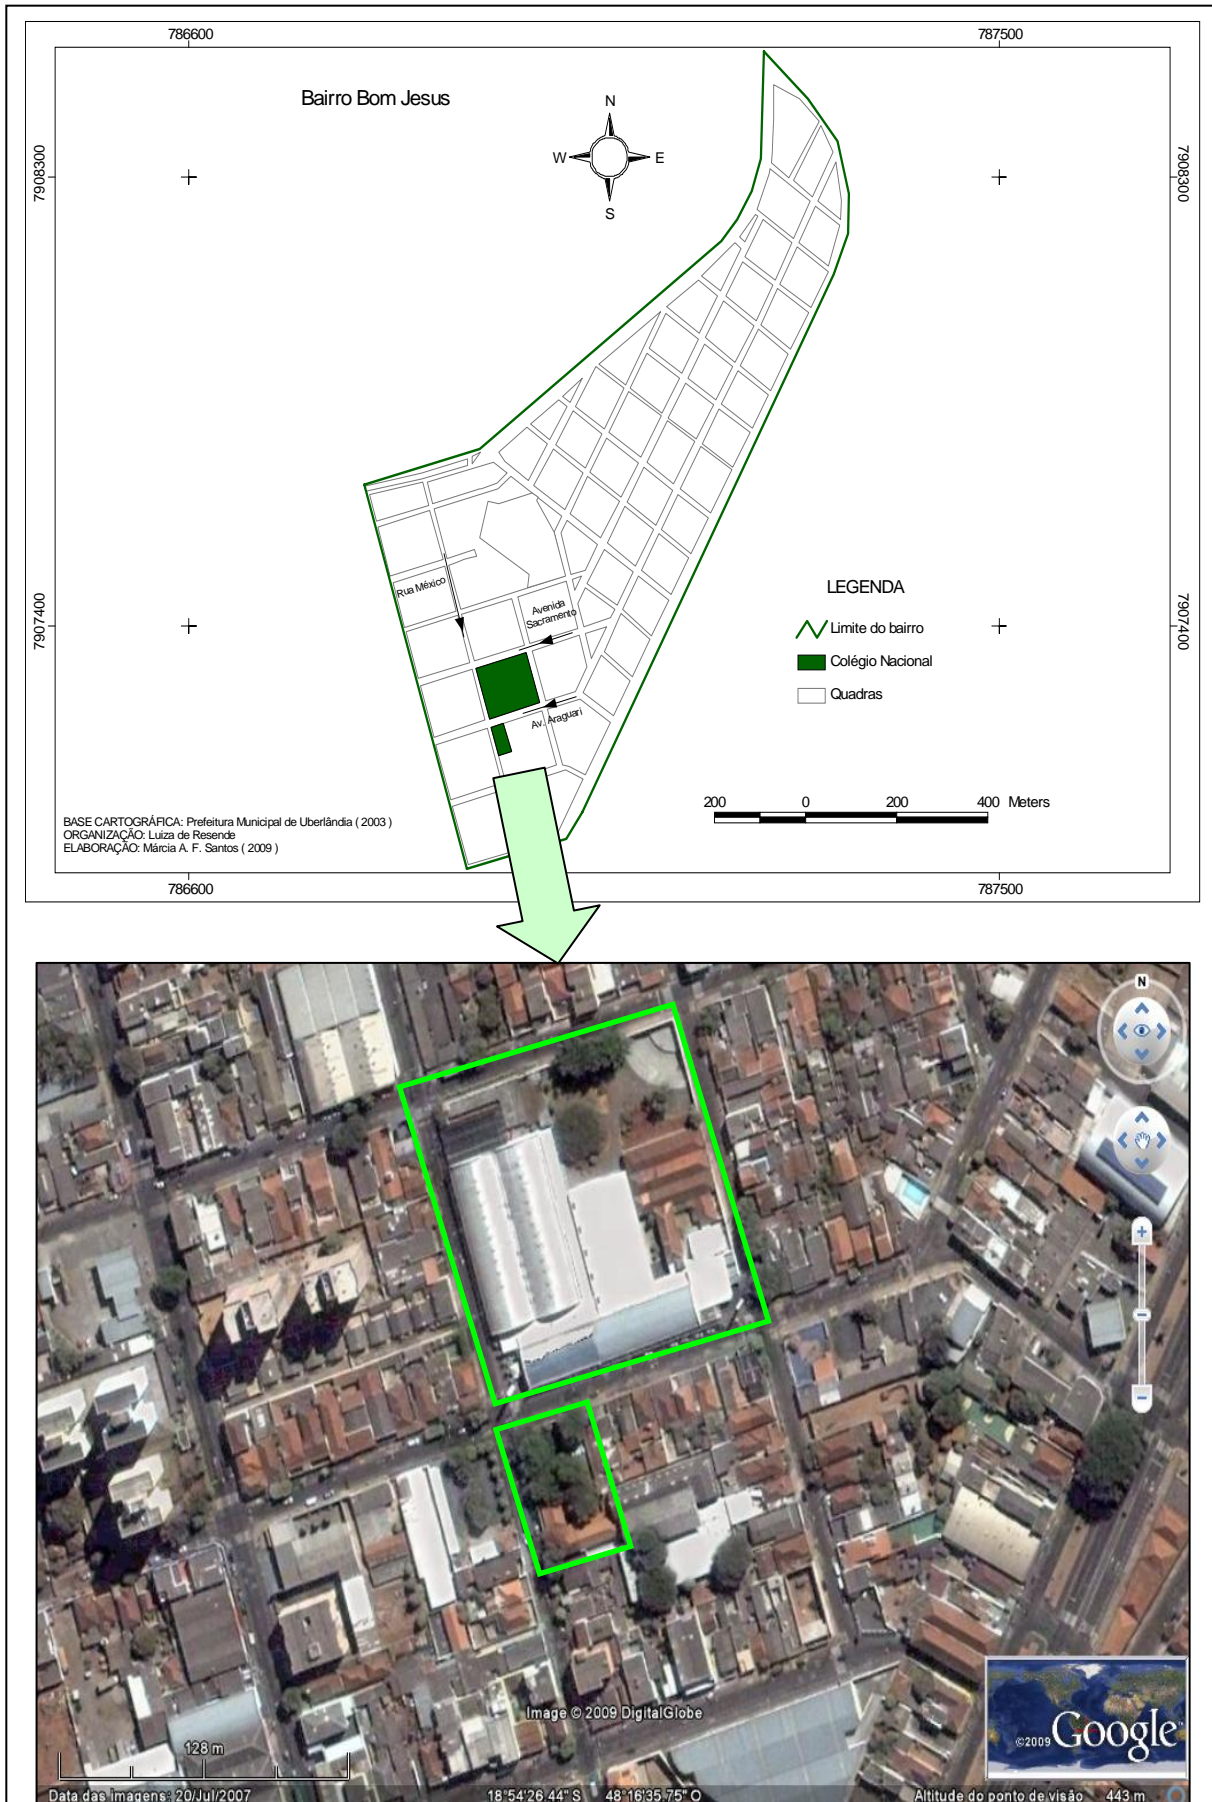 786600
787500
Bairro Bom Jesus
N
W
E
S
7908300
7908300
7907400
7907400
Rua México
Avenida
Sacramento
Av. Araguari
LEGENDA
Limite do bairro
Colégio Nacional
Quadras
200 0 200 400 Meters
BASE CARTOGRÁFICA: Prefeitura Municipal de Uberlândia ( 2003 )
ORGANIZAÇÃO: Luiza de Resende
ELABORAÇÃO: Márcia A. F. Santos ( 2009 )
786600
787500
N
Image © 2009 DigitalGlobe
©2009 Google™
128 m
Data das imagens: 20/Jul/2007
18°54'26.44" S 48°16'35.75" O
Altitude do ponto de visão 443 m